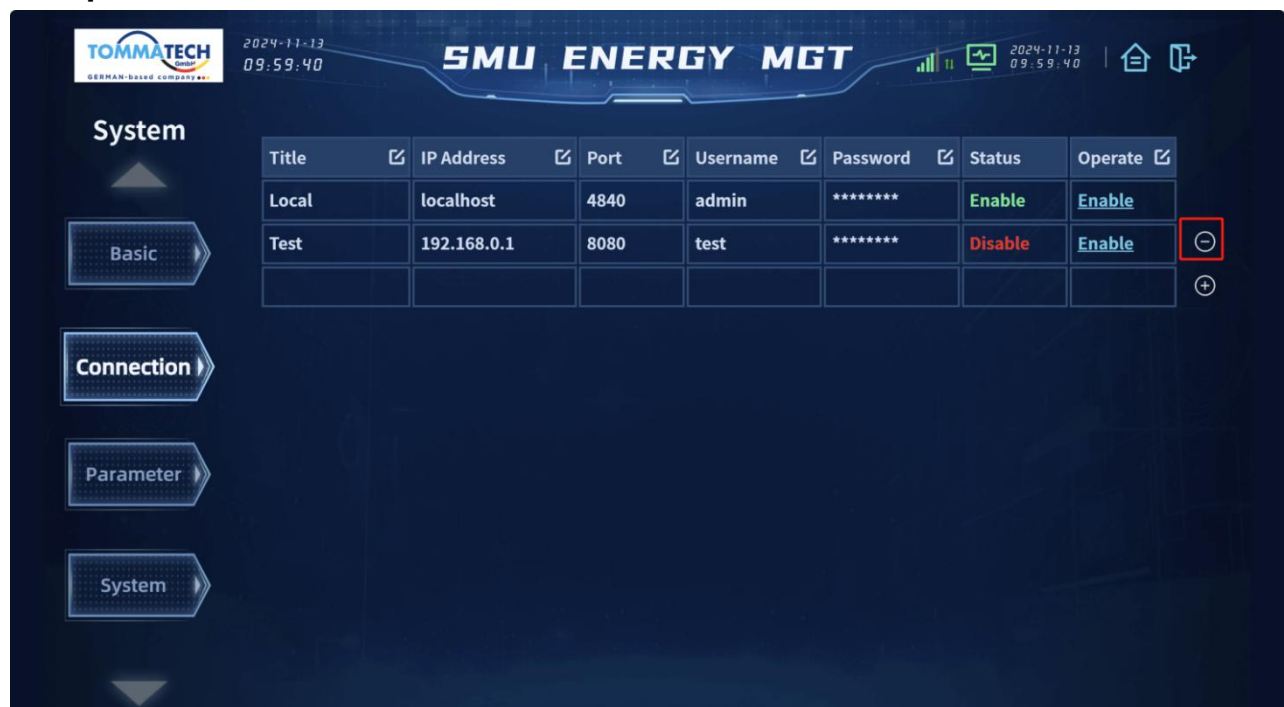 TOMMATECH
GmbH
GERMAN-based company
2024-11-13
09:59:40
SMU ENERGY MGT
2024-11-13
09:59:40
System
Title IP Address Port Username Password Status Operate
Local localhost 4840 admin ******** Enable Enable
Test 192.168.0.1 8080 test ******** Disable Enable
Basic
Connection
Parameter
System